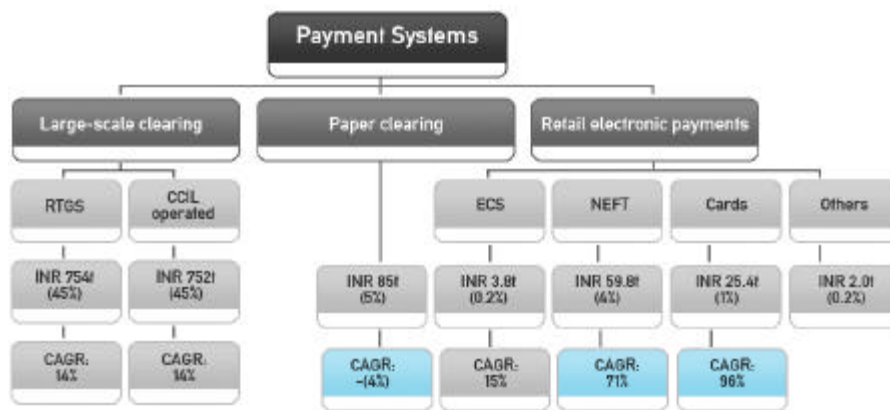 Payment Systems
Large-scale clearing
Paper clearing
Retail electronic payments
RTGS
CCIL
operated
ECS
NEFT
Cards
Others
INR 754t
(45%)
INR 752t
(45%)
INR 85t
(5%)
INR 3.8t
(0.2%)
INR 59.8t
(4%)
INR 25.4t
(1%)
INR 2.0t
(0.2%)
CAGR:
14%
CAGR:
14%
CAGR:
-(4%)
CAGR:
15%
CAGR:
71%
CAGR:
96%